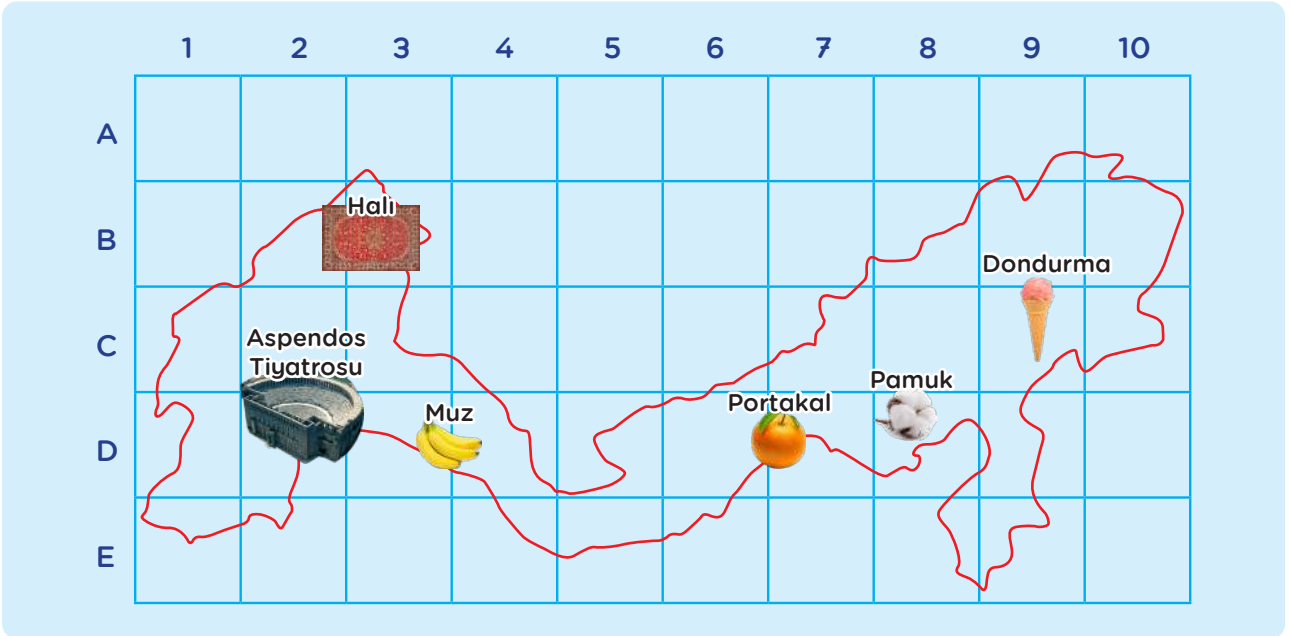 1 2 3 4 5 6 7 8 9 10
A
Halı
B
Dondurma
Aspendos
Tiyatrosu
C
Pamuk
Portakal
Muz
D
E